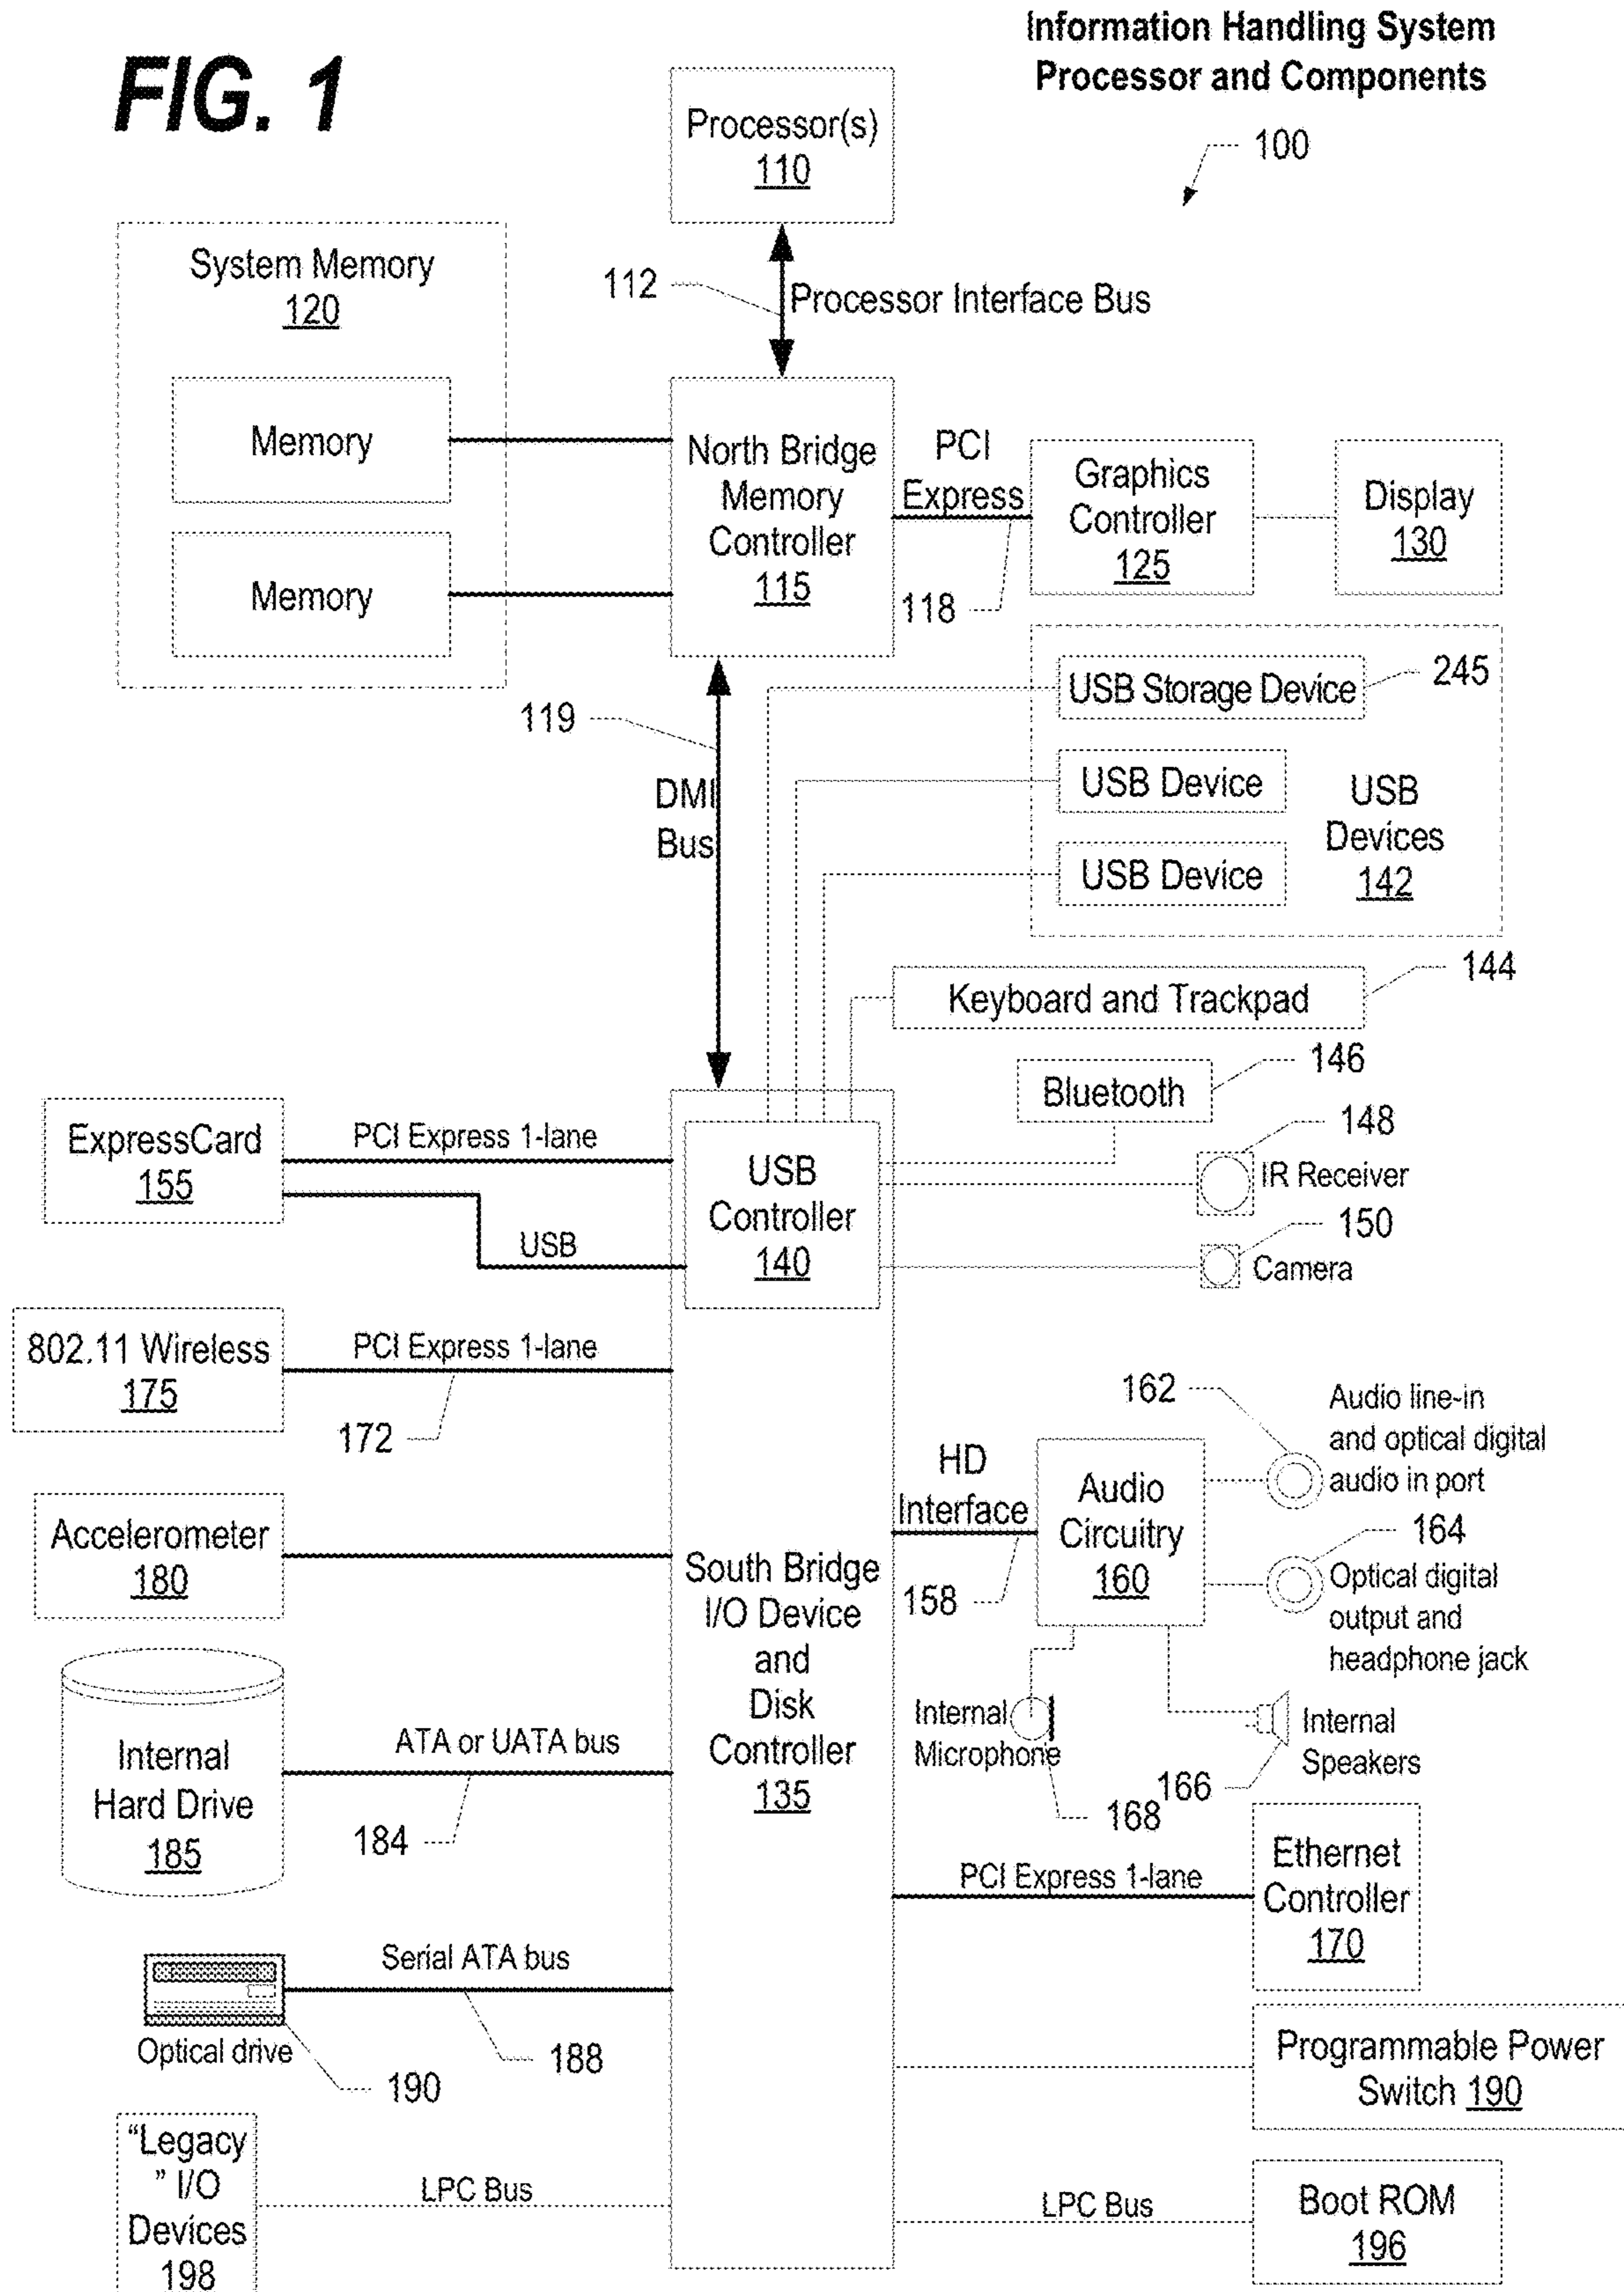 FIG. 1
Information Handling System
Processor and Components
100
Processor(s)
110
112
Processor Interface Bus
System Memory
120
Memory
Memory
North Bridge
Memory
Controller
115
PCI
Express
118
Graphics
Controller
125
Display
130
119
DMI
Bus
USB Storage Device
245
USB Device
USB Device
USB
Devices
142
Keyboard and Trackpad
144
Bluetooth
146
148
IR Receiver
150
Camera
ExpressCard
155
PCI Express 1-lane
USB
USB
Controller
140
802.11 Wireless
175
PCI Express 1-lane
172
162
Audio line-in
and optical digital
audio in port
HD
Interface
158
Audio
Circuitry
160
164
Optical digital
output and
headphone jack
Accelerometer
180
South Bridge
I/O Device
and
Disk
Controller
135
Internal
Microphone
168
166
Internal
Speakers
Internal
Hard Drive
185
ATA or UATA bus
184
PCI Express 1-lane
Ethernet
Controller
170
Serial ATA bus
188
Optical drive
190
Programmable Power
Switch 190
“Legacy
” I/O
Devices
198
LPC Bus
LPC Bus
Boot ROM
196